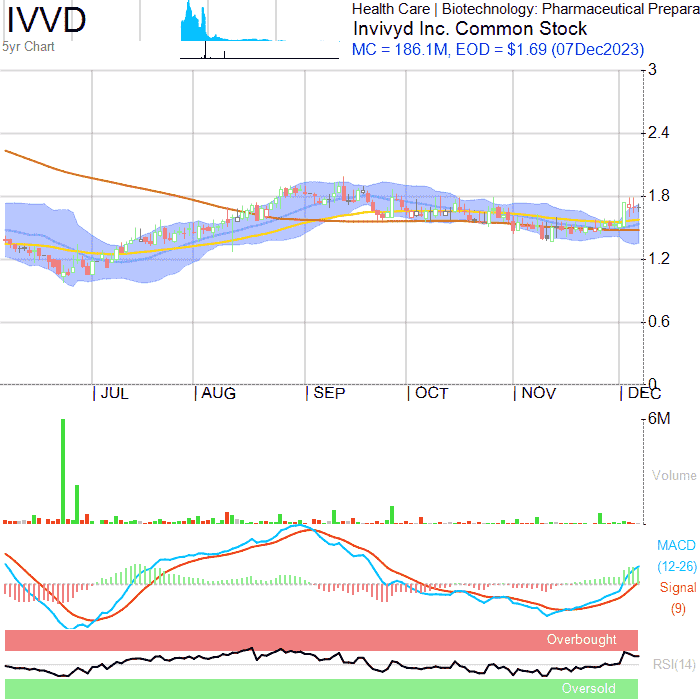 IVVD
5yr Chart
Health Care | Biotechnology: Pharmaceutical Prepara
Invivyd Inc. Common Stock
MC = 186.1M, EOD = $1.69 (07Dec2023)
3
2.4
1.8
1.2
0.6
0
JUL AUG SEP OCT NOV DEC
6M
Volume
MACD
(12-26)
Signal
(9)
Overbought
RSI(14)
Oversold